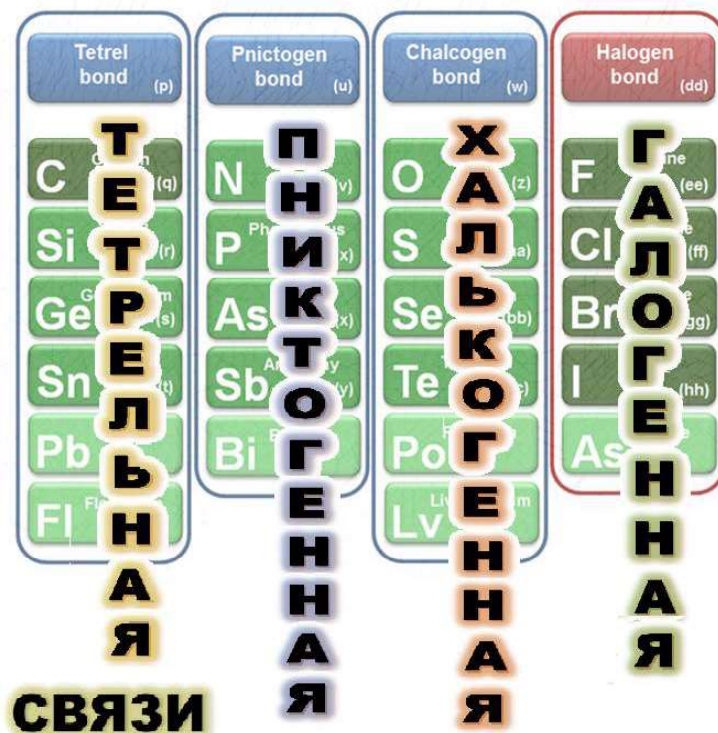 Tetrel
bond (p)
C (q)
Si (r)
Ge (s)
Sn
Pb
Fl
ТЕТРЕЛЬНАЯ
Pnictogen
bond (u)
N (v)
P
As
Sb (y)
Bi
ПНИКТОГЕННАЯ
Chalcogen
bond (w)
O (z)
S
Se (bb)
Te
Po
Lv
ХАЛЬКОГЕННАЯ
Halogen
bond (dd)
F (ee)
Cl (ff)
Br
I (hh)
As
ГАЛОГЕННАЯ
СВЯЗИ